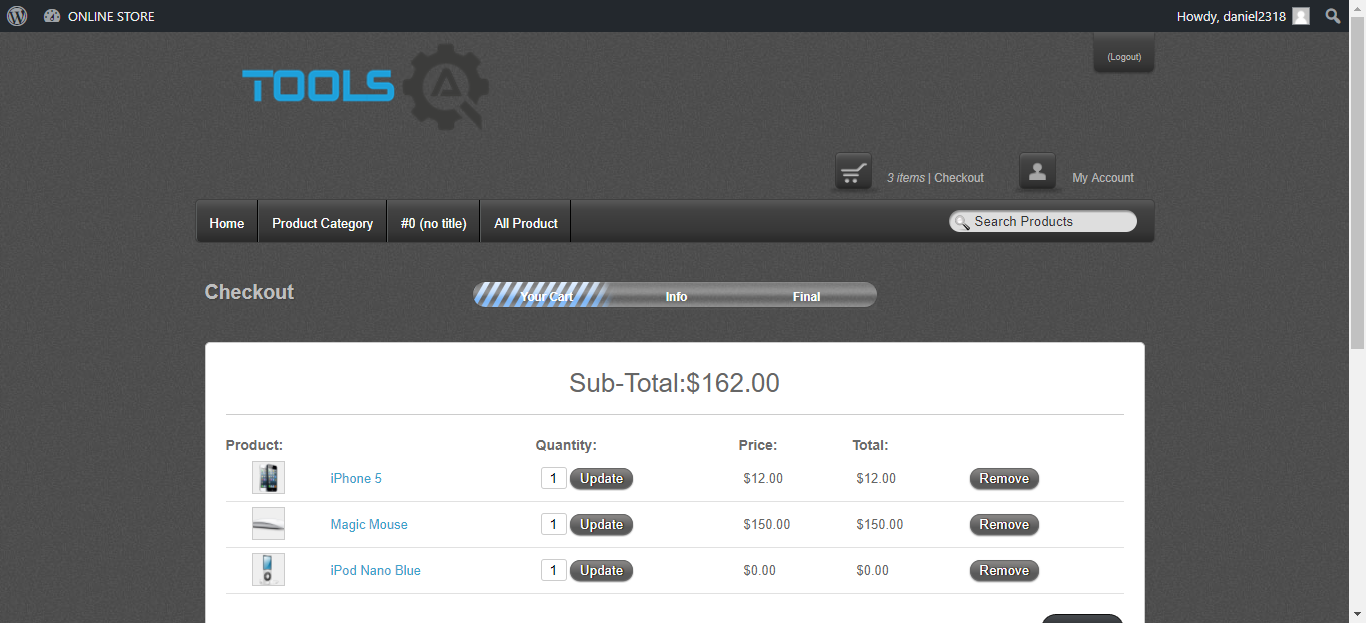 ONLINE STORE
Howdy, daniel2318
(Logout)
TOOLS
3 items | Checkout
My Account
Home
Product Category
#0 (no title)
All Product
Search Products
Checkout
Your Cart
Info
Final
Sub-Total:$162.00
Product: Quantity: Price: Total:
iPhone 5 1 Update $12.00 $12.00 Remove
Magic Mouse 1 Update $150.00 $150.00 Remove
iPod Nano Blue 1 Update $0.00 $0.00 Remove